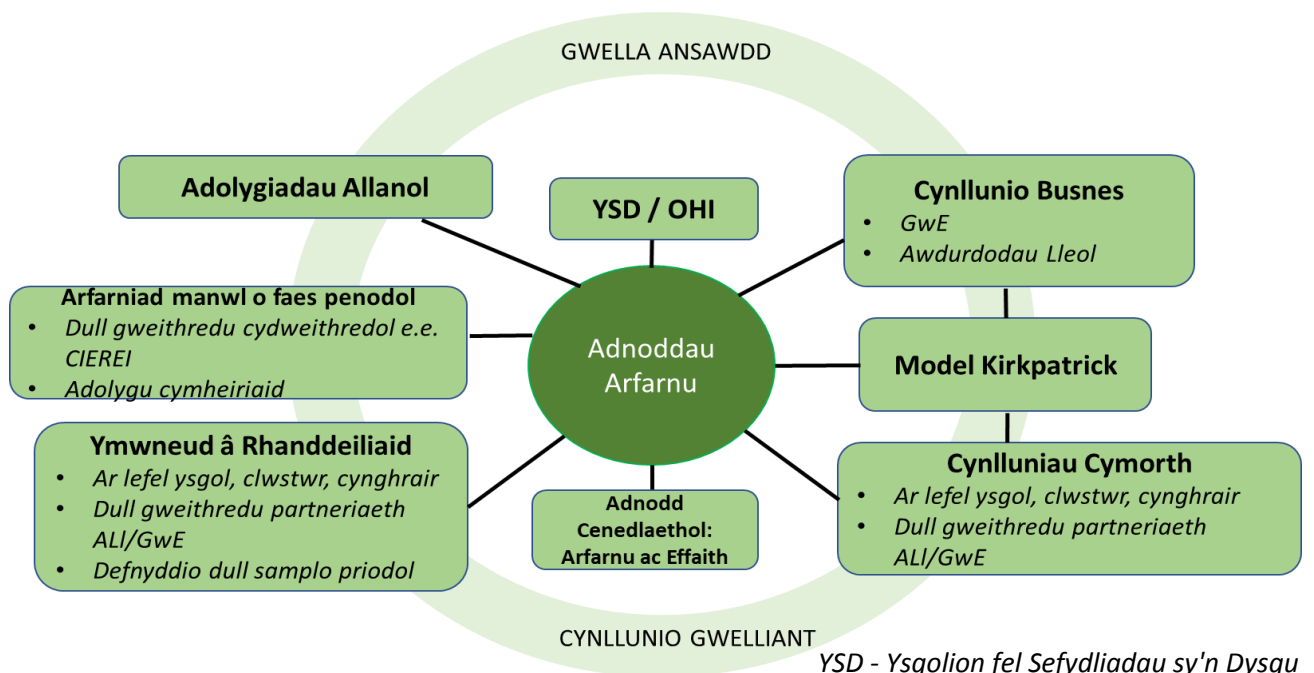 GWELLA ANSAWDD
Adolygiadau Allanol
YSD / OHI
Cynllunio Busnes
• GwE
• Awdurdodau Lleol
Arfarniad manwl o faes penodol
• Dull gweithredu cydweithredol e.e.
CIEREI
• Adolygu cymheiriaid
Adnoddau
Arfarnu
Model Kirkpatrick
Ymwneud â Rhanddeiliaid
• Ar lefel ysgol, clwstwr, cynghrair
• Dull gweithredu partneriaeth
ALl/GwE
• Defnyddio dull samplo priodol
Adnodd
Cenedlaethol:
Arfarnu ac Effaith
Cynlluniau Cymorth
• Ar lefel ysgol, clwstwr, cynghrair
• Dull gweithredu partneriaeth
ALl/GwE
CYNLLUNIO GWELLIANT
YSD - Ysgolion fel Sefydliadau sy'n Dysgu